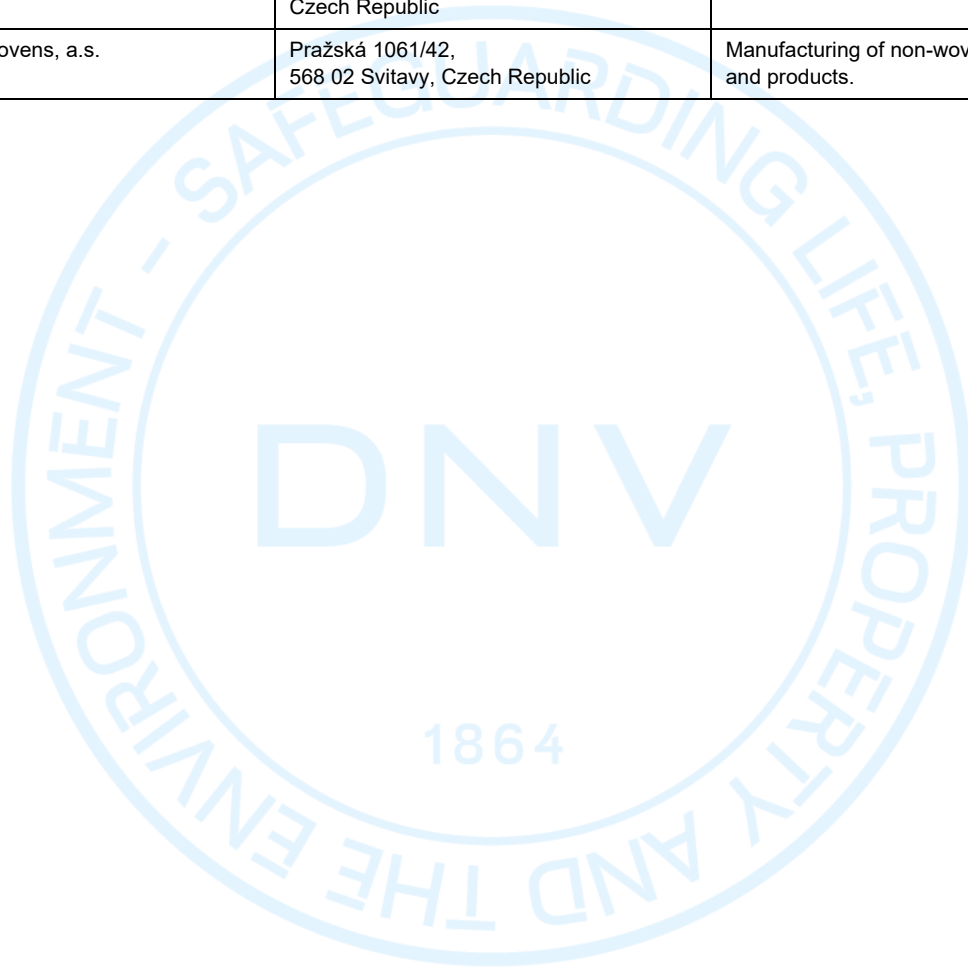 Czech Republic
ovens, a.s.
Pražská 1061/42,
568 02 Svitavy, Czech Republic
Manufacturing of non-wov
and products.
SAFEGUARDING LIFE, PROPERTY AND THE ENVIRONMENT -
DNV
1864